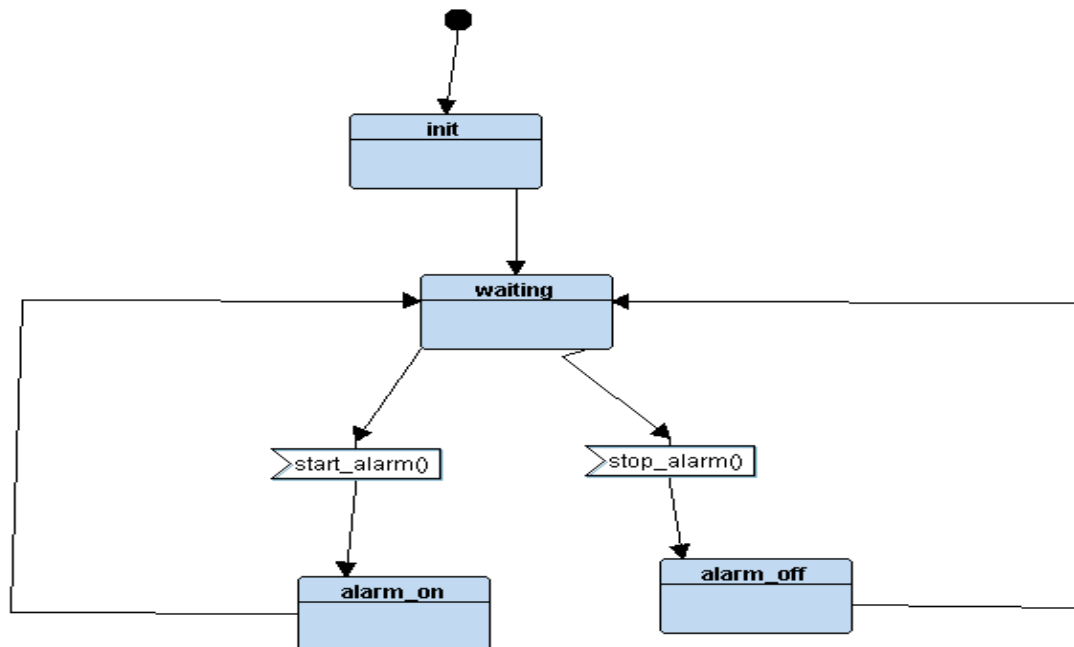 init
waiting
start_alarm()
stop_alarm()
alarm_on
alarm_off